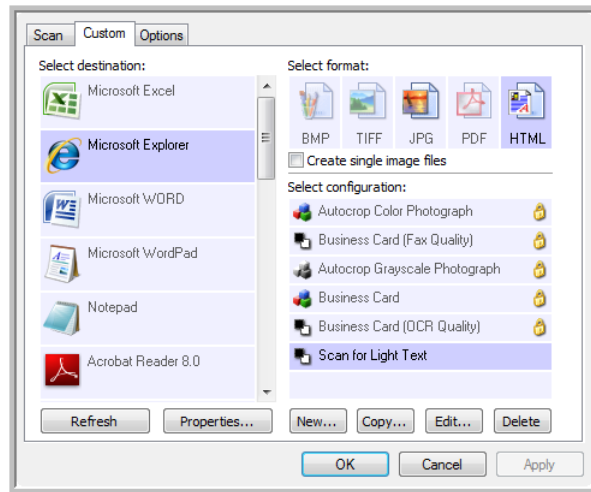 Scan Custom Options
Select destination:
Microsoft Excel
Microsoft Explorer
Microsoft WORD
Microsoft WordPad
Notepad
Acrobat Reader 8.0
Refresh Properties...
Select format:
BMP TIFF JPG PDF HTML
Create single image files
Select configuration:
Autocrop Color Photograph
Business Card (Fax Quality)
Autocrop Grayscale Photograph
Business Card
Business Card (OCR Quality)
Scan for Light Text
New... Copy... Edit... Delete
OK Cancel Apply